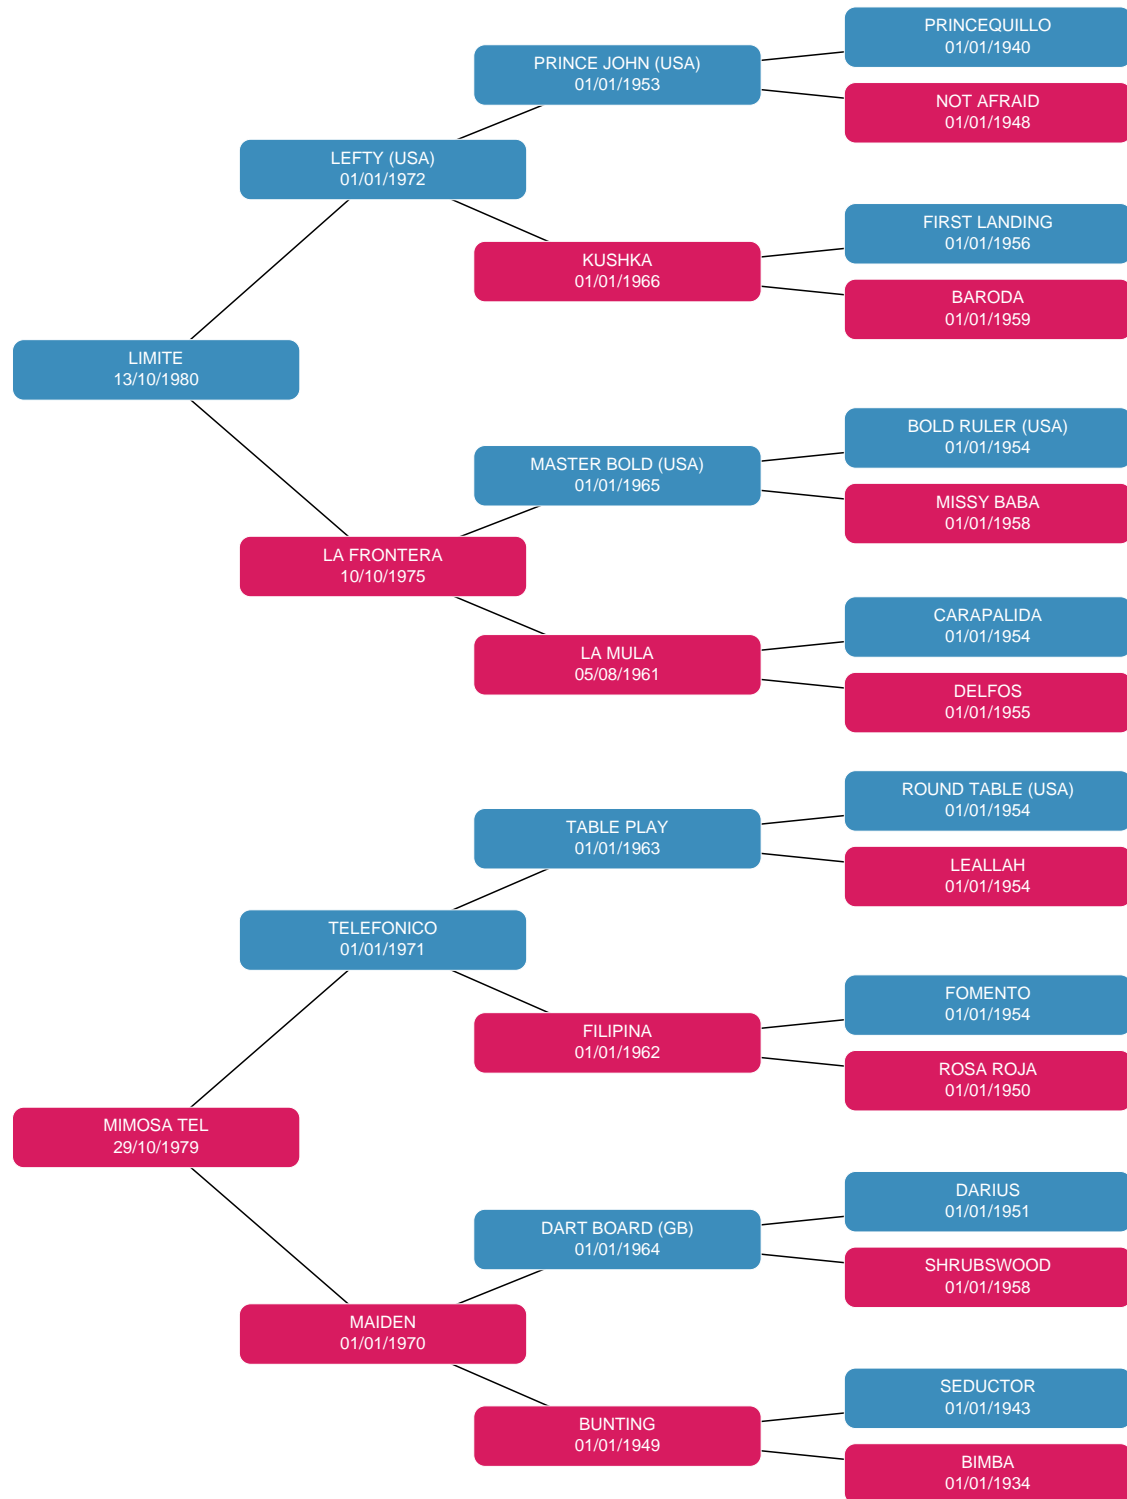 PRINCEQUILLO
01/01/1940
PRINCE JOHN (USA)
01/01/1953
NOT AFRAID
01/01/1948
LEFTY (USA)
01/01/1972
FIRST LANDING
01/01/1956
KUSHKA
01/01/1966
BARODA
01/01/1959
LIMITE
13/10/1980
BOLD RULER (USA)
01/01/1954
MASTER BOLD (USA)
01/01/1965
MISSY BABA
01/01/1958
LA FRONTERA
10/10/1975
CARAPALIDA
01/01/1954
LA MULA
05/08/1961
DELFOS
01/01/1955
ROUND TABLE (USA)
01/01/1954
TABLE PLAY
01/01/1963
LEALLAH
01/01/1954
TELEFONICO
01/01/1971
FOMENTO
01/01/1954
FILIPINA
01/01/1962
ROSA ROJA
01/01/1950
MIMOSA TEL
29/10/1979
DARIUS
01/01/1951
DART BOARD (GB)
01/01/1964
SHRUBSWOOD
01/01/1958
MAIDEN
01/01/1970
SEDUCTOR
01/01/1943
BUNTING
01/01/1949
BIMBA
01/01/1934